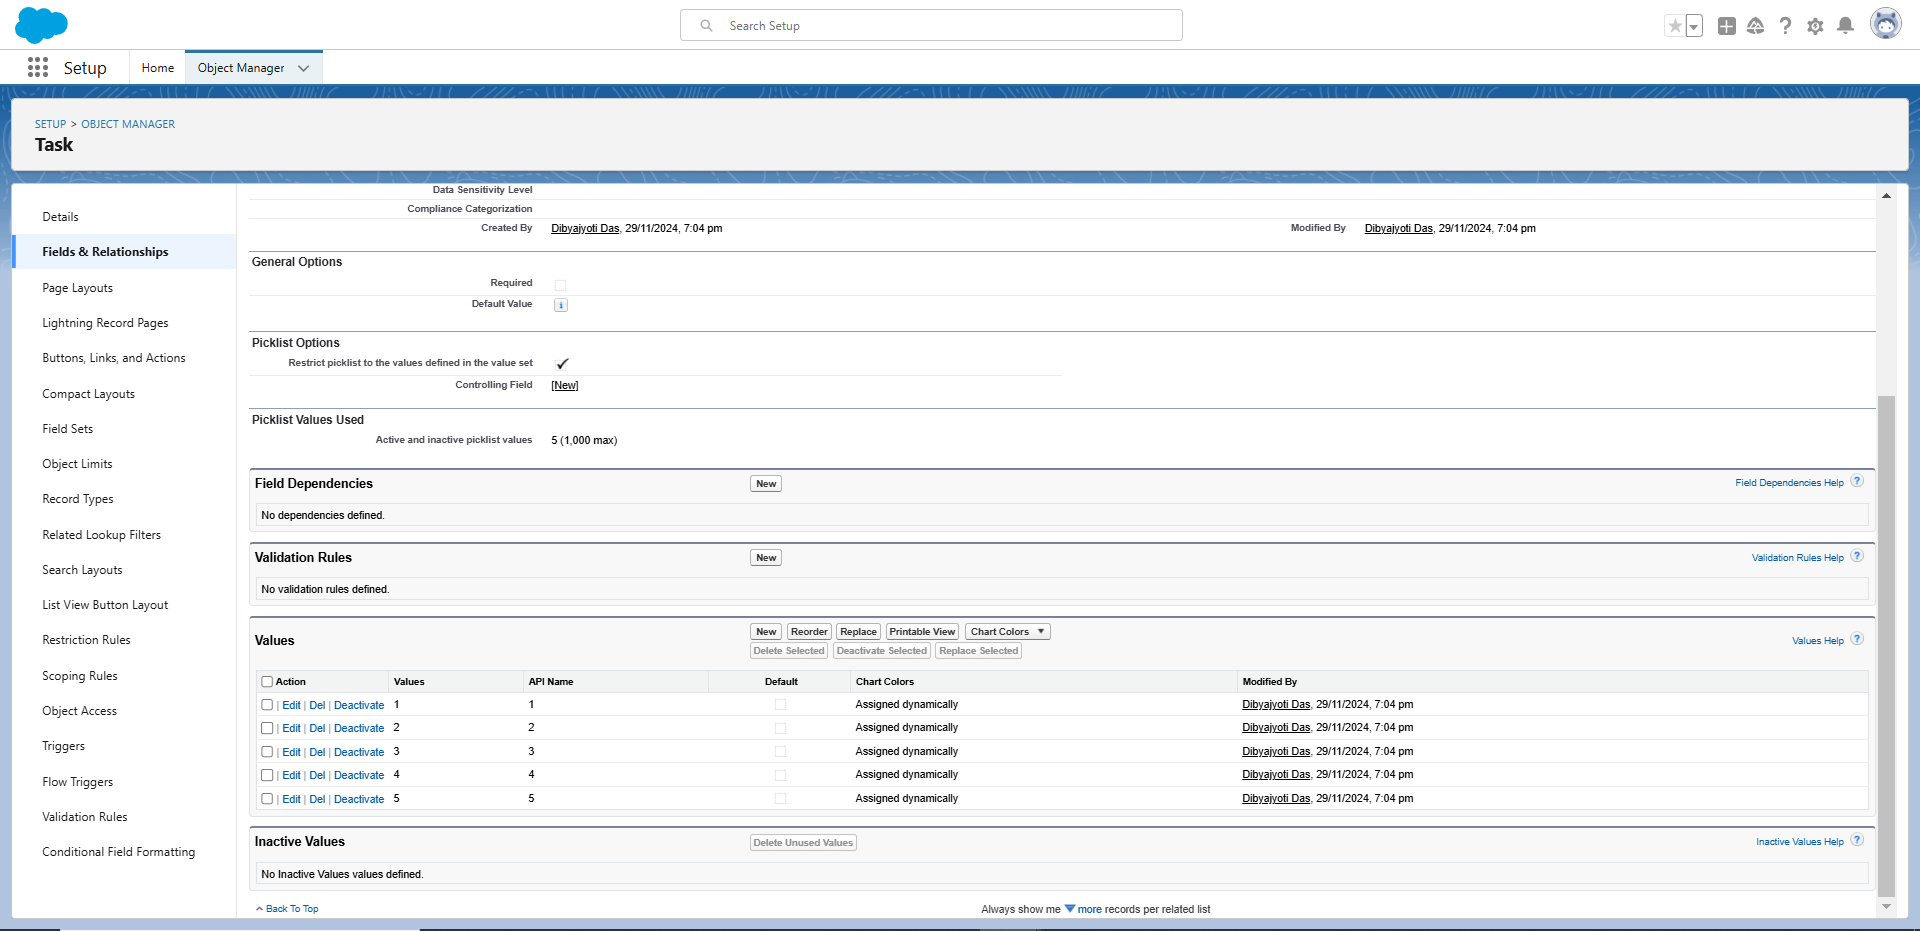 Search Setup
Setup
Home
Object Manager
SETUP > OBJECT MANAGER
Task
Details
Fields & Relationships
Page Layouts
Lightning Record Pages
Buttons, Links, and Actions
Compact Layouts
Field Sets
Object Limits
Record Types
Related Lookup Filters
Search Layouts
List View Button Layout
Restriction Rules
Scoping Rules
Object Access
Triggers
Flow Triggers
Validation Rules
Conditional Field Formatting
Data Sensitivity Level
Compliance Categorization
Created By Dibyajyoti Das, 29/11/2024, 7:04 pm Modified By Dibyajyoti Das, 29/11/2024, 7:04 pm
General Options
Required
Default Value i
Picklist Options
Restrict picklist to the values defined in the value set
Controlling Field [New]
Picklist Values Used
Active and inactive picklist values 5 (1,000 max)
Field Dependencies New Field Dependencies Help ?
No dependencies defined.
Validation Rules New Validation Rules Help ?
No validation rules defined.
Values New Reorder Replace Printable View Chart Colors Values Help ?
Delete Selected Deactivate Selected Replace Selected
Action Values API Name Default Chart Colors Modified By
| Edit | Del | Deactivate 1 1 Assigned dynamically Dibyajyoti Das, 29/11/2024, 7:04 pm
| Edit | Del | Deactivate 2 2 Assigned dynamically Dibyajyoti Das, 29/11/2024, 7:04 pm
| Edit | Del | Deactivate 3 3 Assigned dynamically Dibyajyoti Das, 29/11/2024, 7:04 pm
| Edit | Del | Deactivate 4 4 Assigned dynamically Dibyajyoti Das, 29/11/2024, 7:04 pm
| Edit | Del | Deactivate 5 5 Assigned dynamically Dibyajyoti Das, 29/11/2024, 7:04 pm
Inactive Values Delete Unused Values Inactive Values Help ?
No Inactive Values values defined.
Back To Top Always show me more records per related list